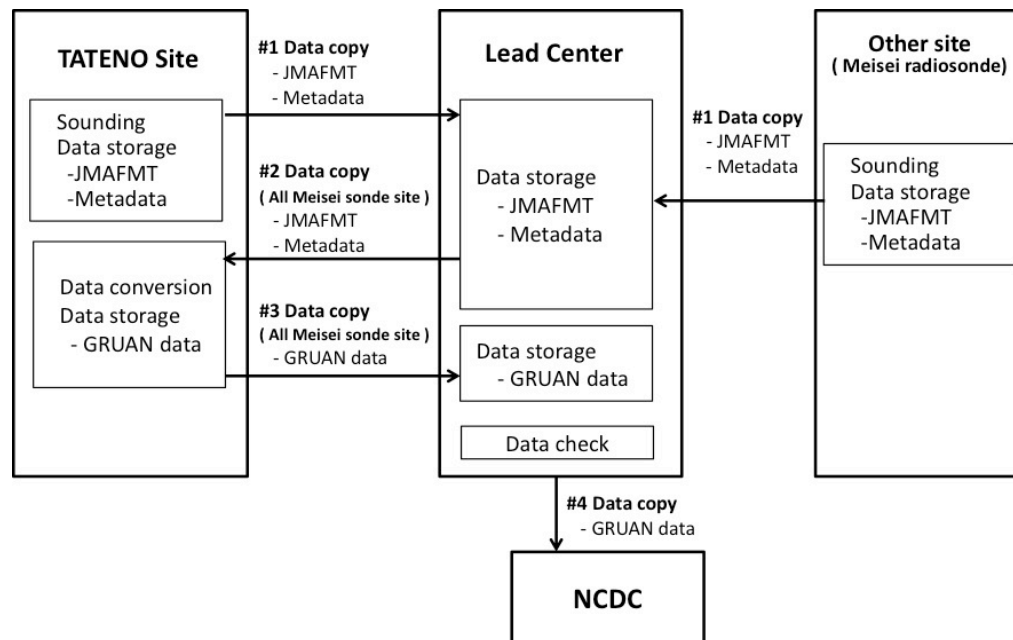 TATENO Site
Sounding
Data storage
-JMAFMT
-Metadata
Data conversion
Data storage
- GRUAN data
#1 Data copy
- JMAFMT
- Metadata
#2 Data copy
( All Meisei sonde site )
- JMAFMT
- Metadata
#3 Data copy
( All Meisei sonde site )
- GRUAN data
Lead Center
Data storage
- JMAFMT
- Metadata
Data storage
- GRUAN data
Data check
#1 Data copy
- JMAFMT
- Metadata
Other site
( Meisei radiosonde)
Sounding
Data storage
-JMAFMT
-Metadata
#4 Data copy
- GRUAN data
NCDC